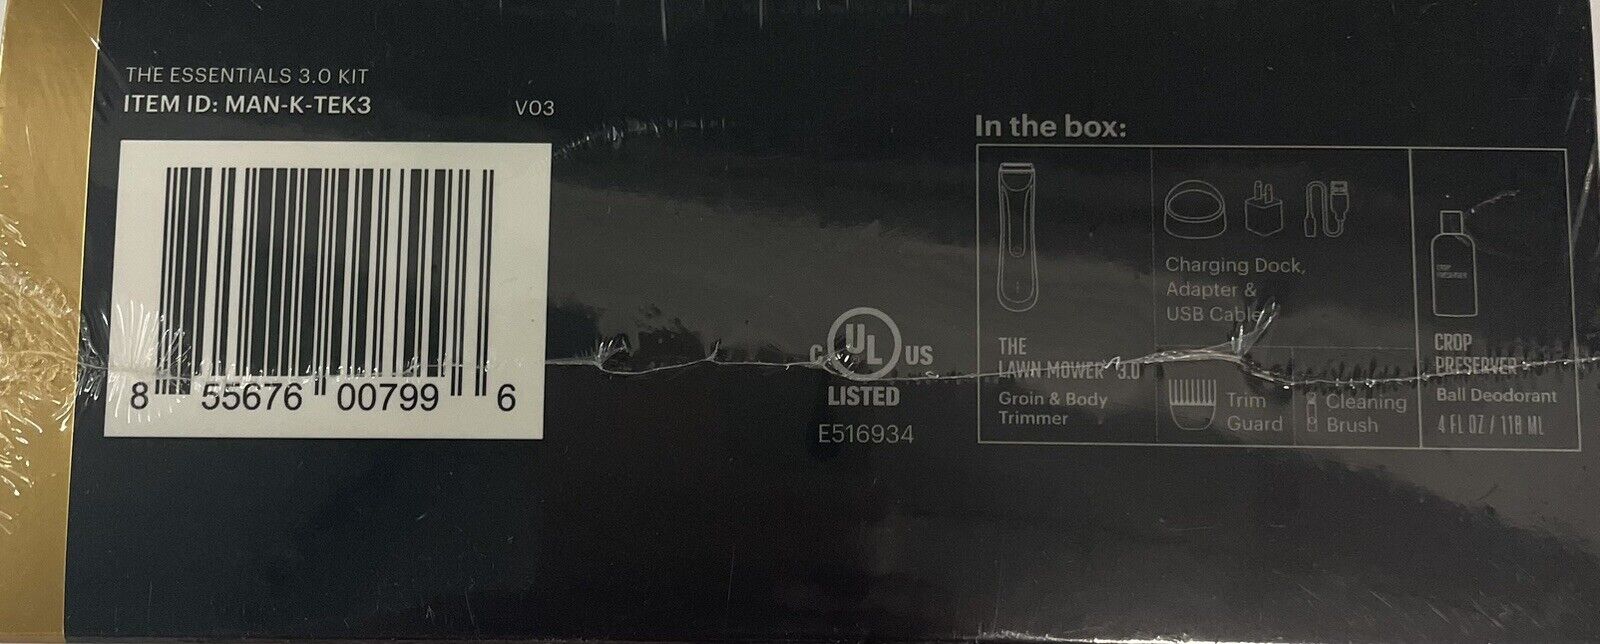 THE ESSENTIALS 3.0 KIT
ITEM ID: MAN-K-TEK3
V03
8 55676 00799 6
C UL US
LISTED
E516934
In the box:
THE
LAWN MOWER® 3.0
Groin & Body
Trimmer
Charging Dock,
Adapter &
USB Cable
Trim
Guard
Cleaning
Brush
CROP
PRESERVER
CROP
PRESERVER
Ball Deodorant
4 FL OZ / 118 ML